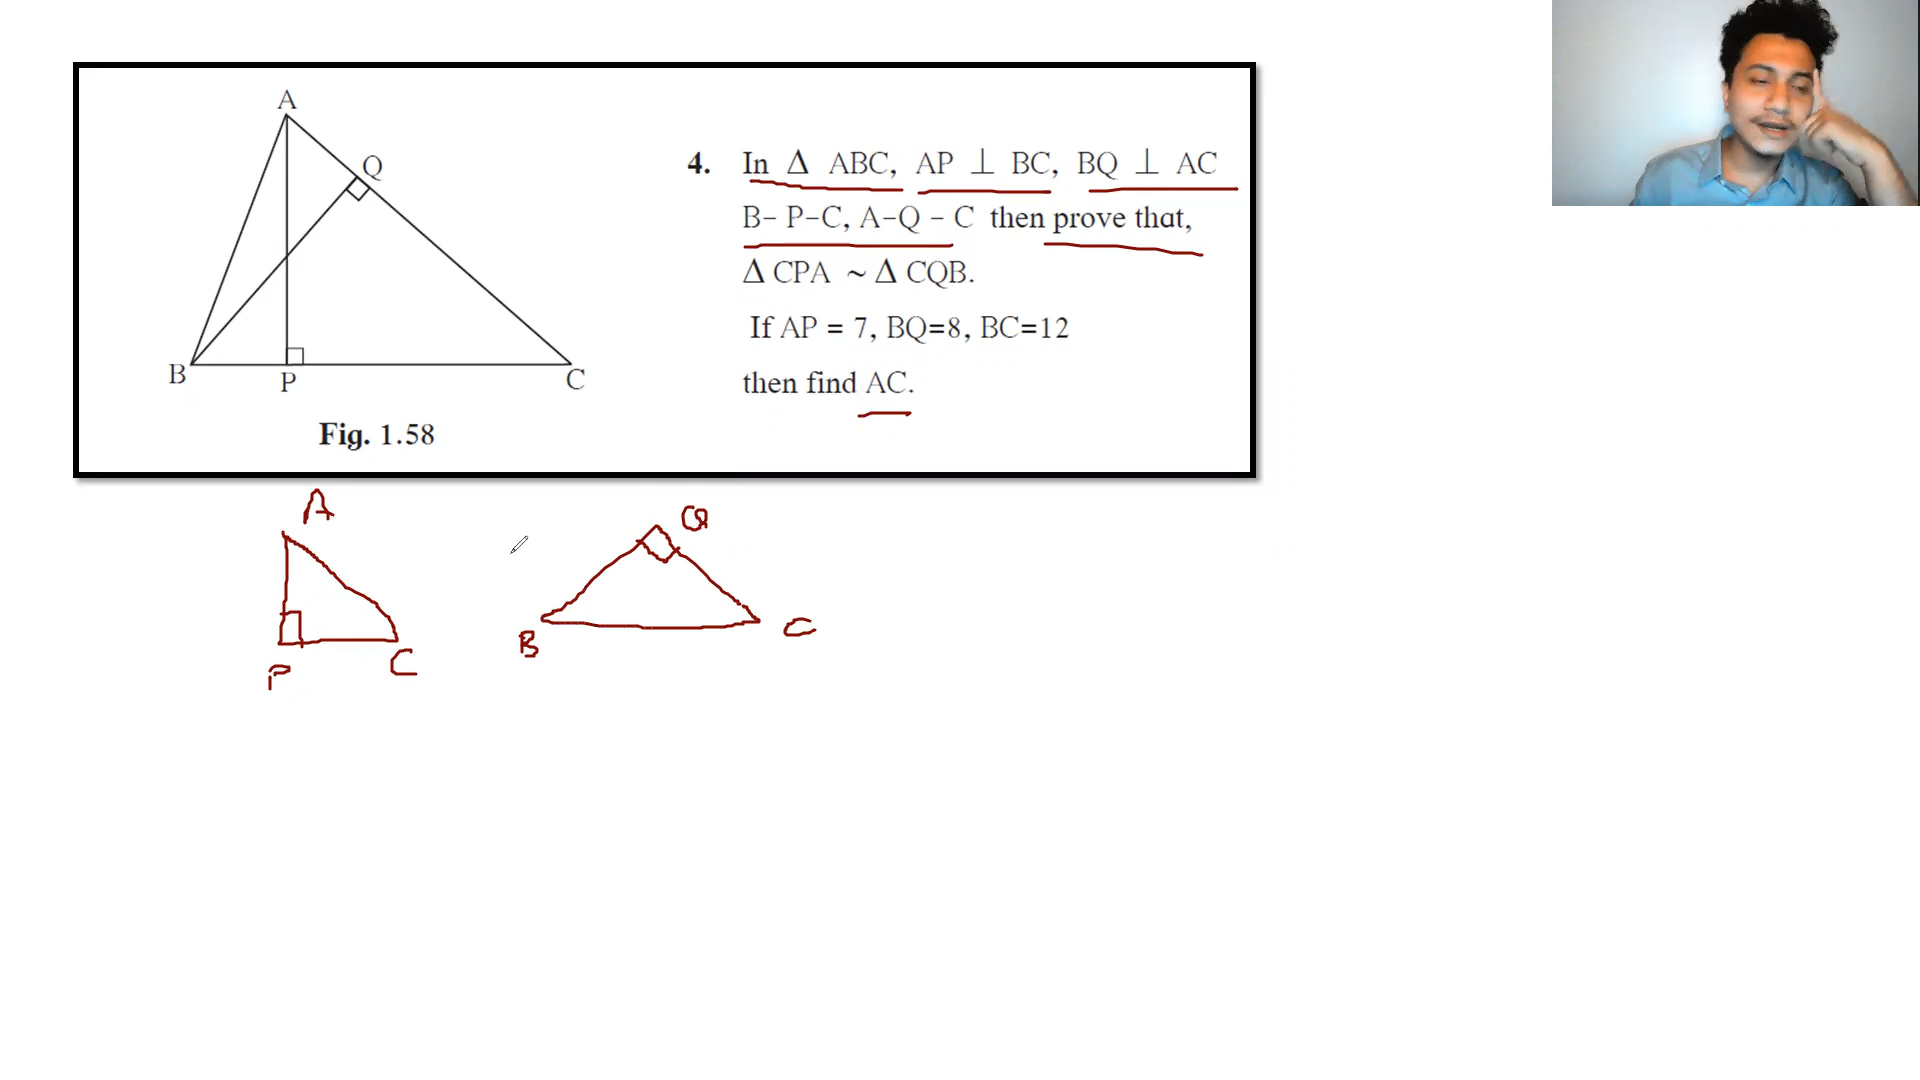 A
Q
B
P
C
Fig. 1.58
4. In Δ ABC, AP ⊥ BC, BQ ⊥ AC
B- P-C, A-Q - C then prove that,
Δ CPA ~ Δ CQB.
If AP = 7, BQ=8, BC=12
then find AC.
A
P
C
Q
B
C